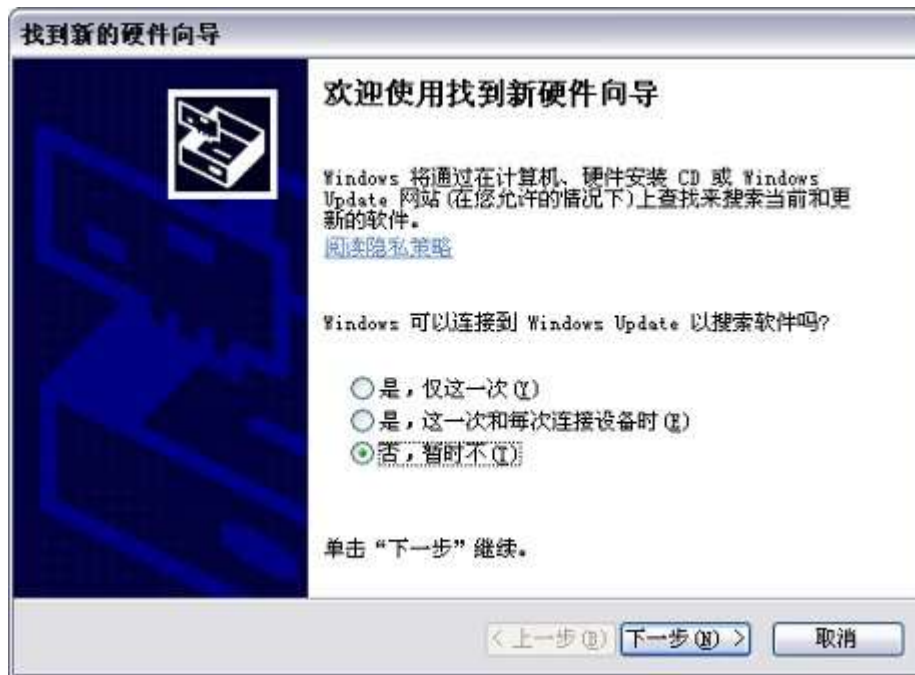 找到新的硬件向导
欢迎使用找到新硬件向导
Windows 将通过在计算机、硬件安装 CD 或 Windows
Update 网站(在您允许的情况下)上查找来搜索当前和更
新的软件。
阅读隐私策略
Windows 可以连接到 Windows Update 以搜索软件吗?
是，仅这一次(Y)
是，这一次和每次连接设备时(E)
否，暂时不(T)
单击“下一步”继续。
< 上一步(B) 下一步(N) > 取消